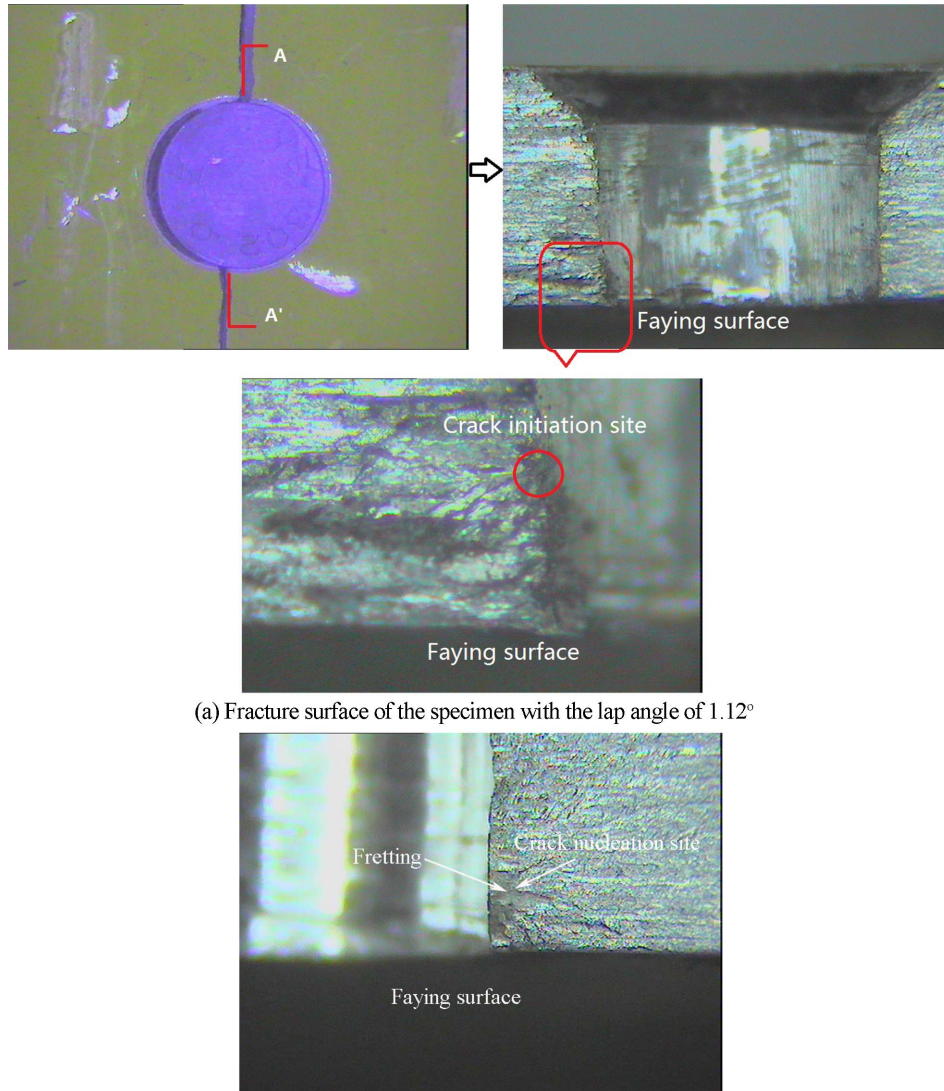 A
A'
Faying surface
Crack initiation site
Faying surface
(a) Fracture surface of the specimen with the lap angle of 1.12°
Fretting
Crack nucleation site
Faying surface